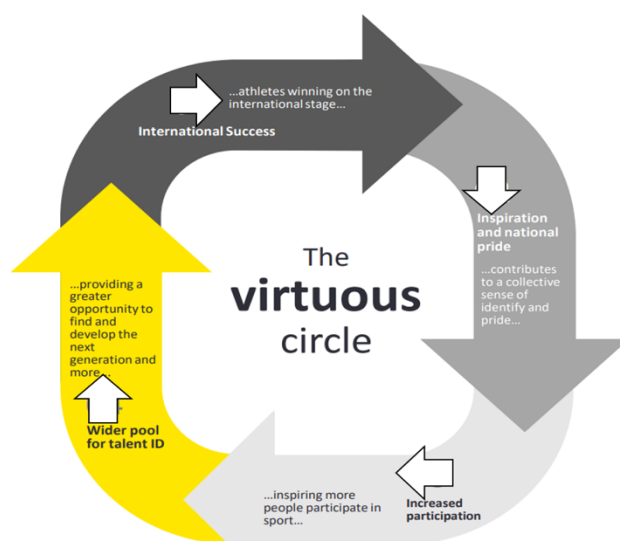 ...athletes winning on the
international stage...
International Success
Inspiration
and national
pride
...contributes
to a collective
sense of
identify and
pride...
The
virtuous
circle
...providing a
greater
opportunity to
find and
develop the
next
generation and
more...
Wider pool
for talent ID
...inspiring more
people participate in
sport...
Increased
participation